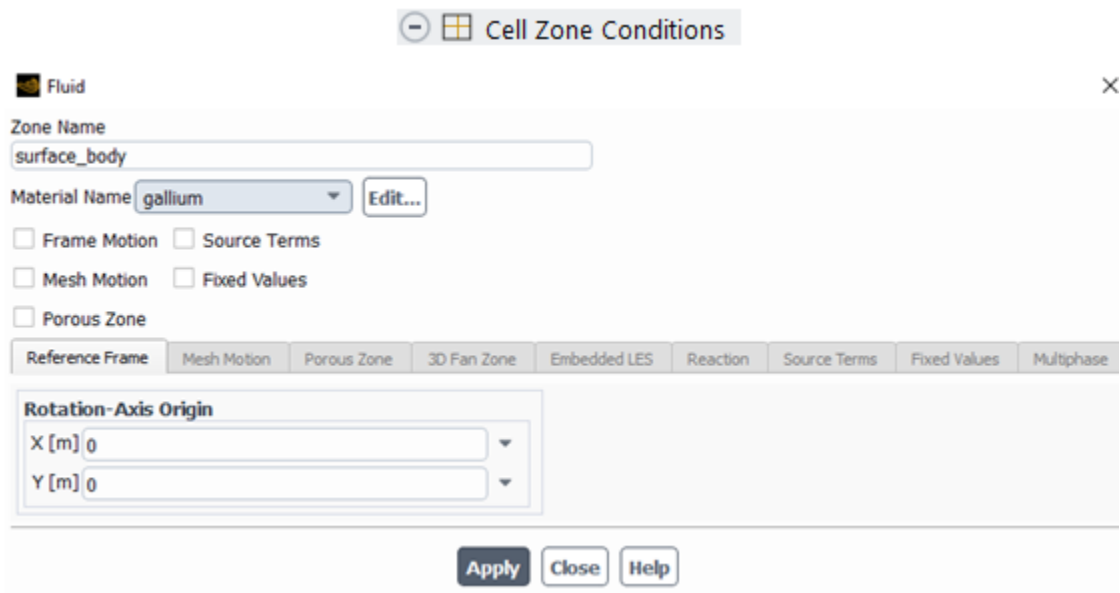 Cell Zone Conditions
Fluid
Zone Name
surface_body
Material Name gallium Edit...
Frame Motion Source Terms
Mesh Motion Fixed Values
Porous Zone
Reference Frame Mesh Motion Porous Zone 3D Fan Zone Embedded LES Reaction Source Terms Fixed Values Multiphase
Rotation-Axis Origin
X [m] 0
Y [m] 0
Apply Close Help